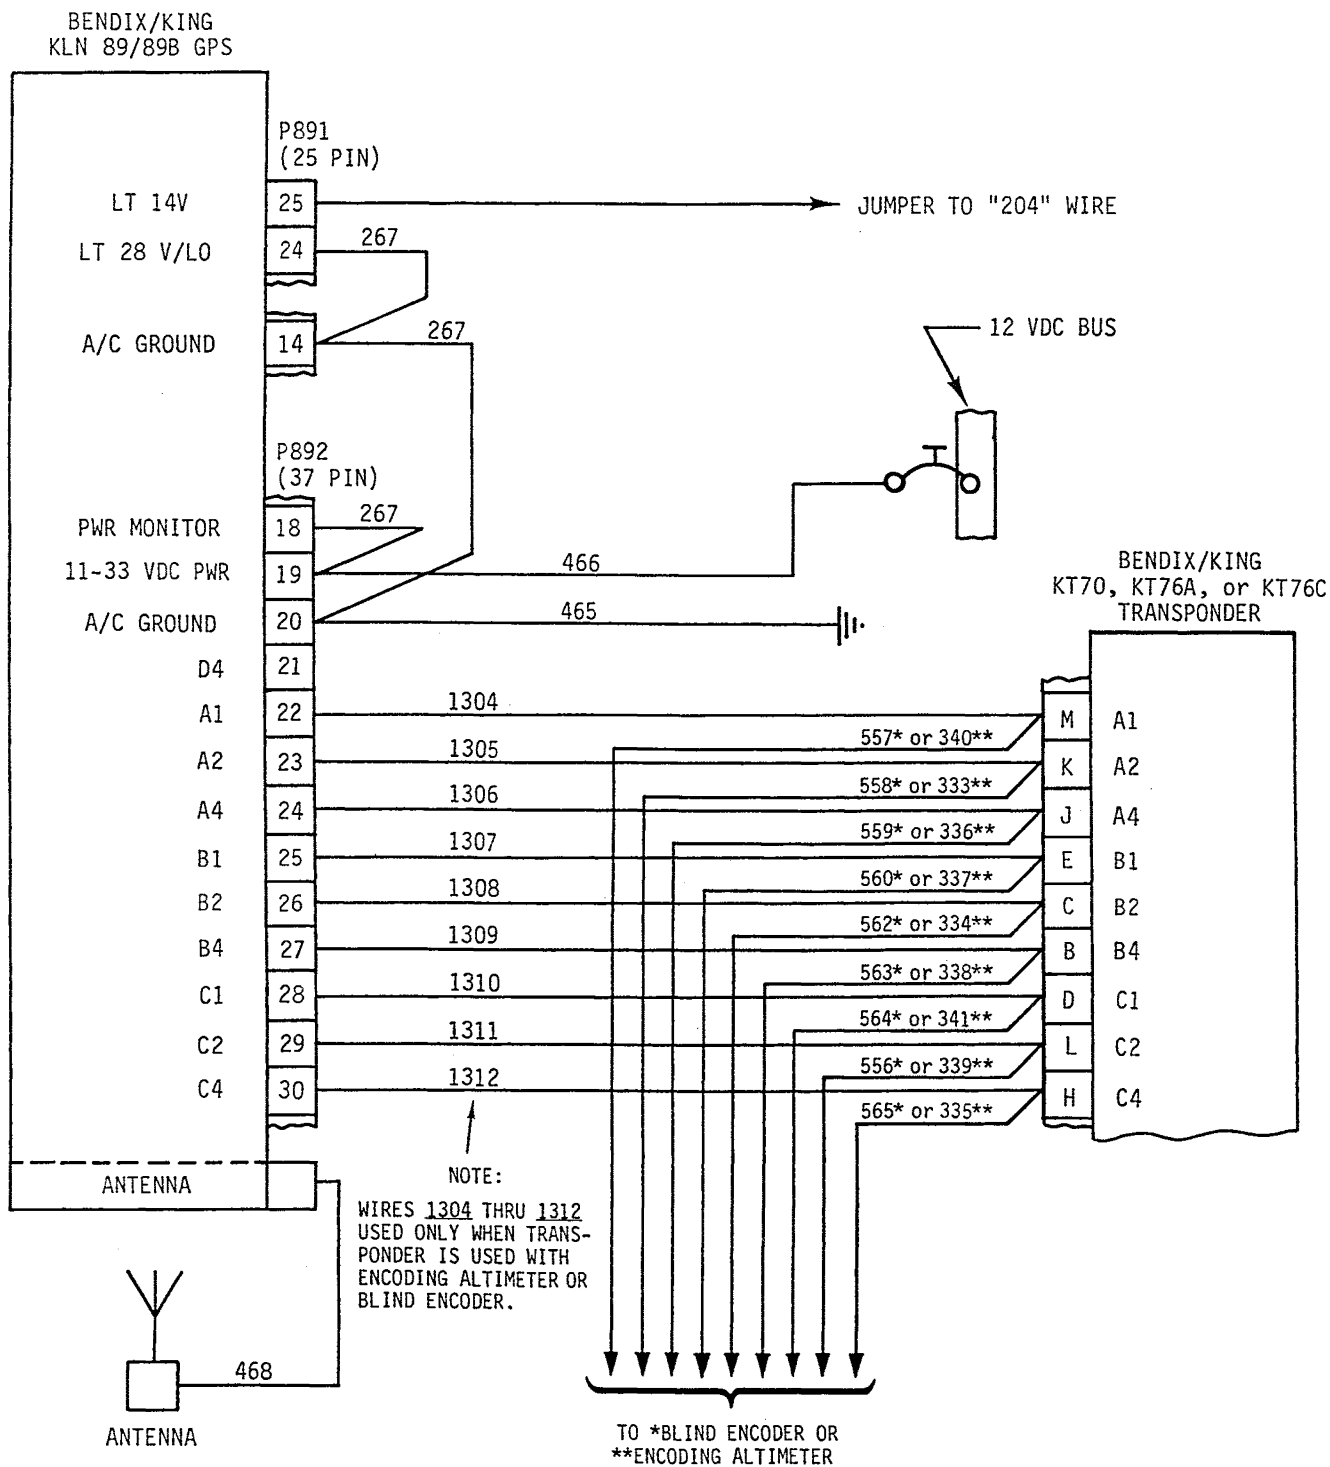 BENDIX/KING
KLN 89/89B GPS
P891
(25 PIN)
LT 14V 25 JUMPER TO "204" WIRE
LT 28 V/LO 24 267
A/C GROUND 14 267
12 VDC BUS
P892
(37 PIN)
PWR MONITOR 18 267
11-33 VDC PWR 19 466
A/C GROUND 20 465
BENDIX/KING
KT70, KT76A, or KT76C
TRANSPONDER
D4 21
A1 22 1304 M A1
557* or 340**
A2 23 1305 K A2
558* or 333**
A4 24 1306 J A4
559* or 336**
B1 25 1307 E B1
560* or 337**
B2 26 1308 C B2
562* or 334**
B4 27 1309 B B4
563* or 338**
C1 28 1310 D C1
564* or 341**
C2 29 1311 L C2
556* or 339**
C4 30 1312 H C4
565* or 335**
ANTENNA
NOTE:
WIRES 1304 THRU 1312
USED ONLY WHEN TRANS-
PONDER IS USED WITH
ENCODING ALTIMETER OR
BLIND ENCODER.
468
ANTENNA
TO *BLIND ENCODER OR
**ENCODING ALTIMETER